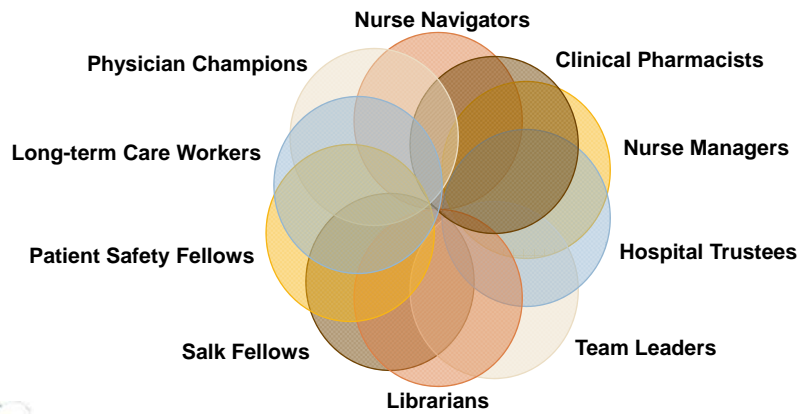 Nurse Navigators
Physician Champions
Clinical Pharmacists
Long-term Care Workers
Nurse Managers
Patient Safety Fellows
Hospital Trustees
Salk Fellows
Team Leaders
Librarians